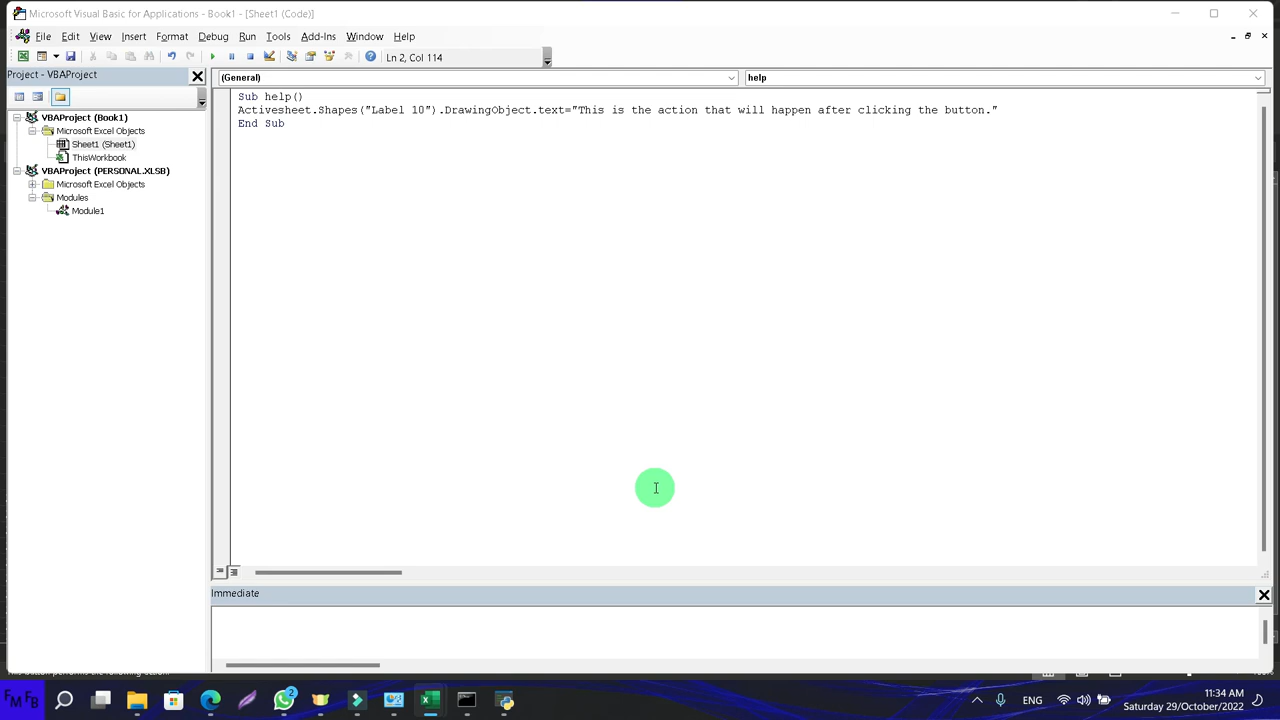 Microsoft Visual Basic for Applications - Book1 - [Sheet1 (Code)]
File Edit View Insert Format Debug Run Tools Add-Ins Window Help
Ln 2, Col 114
Project - VBAProject
(General)
help
VBAProject (Book1)
Microsoft Excel Objects
Sheet1 (Sheet1)
ThisWorkbook
VBAProject (PERSONAL.XLSB)
Microsoft Excel Objects
Modules
Module1
Sub help()
Activesheet.Shapes("Label 10").DrawingObject.text="This is the action that will happen after clicking the button."
End Sub
Immediate
FM FB
2
ENG
11:34 AM
Saturday 29/October/2022